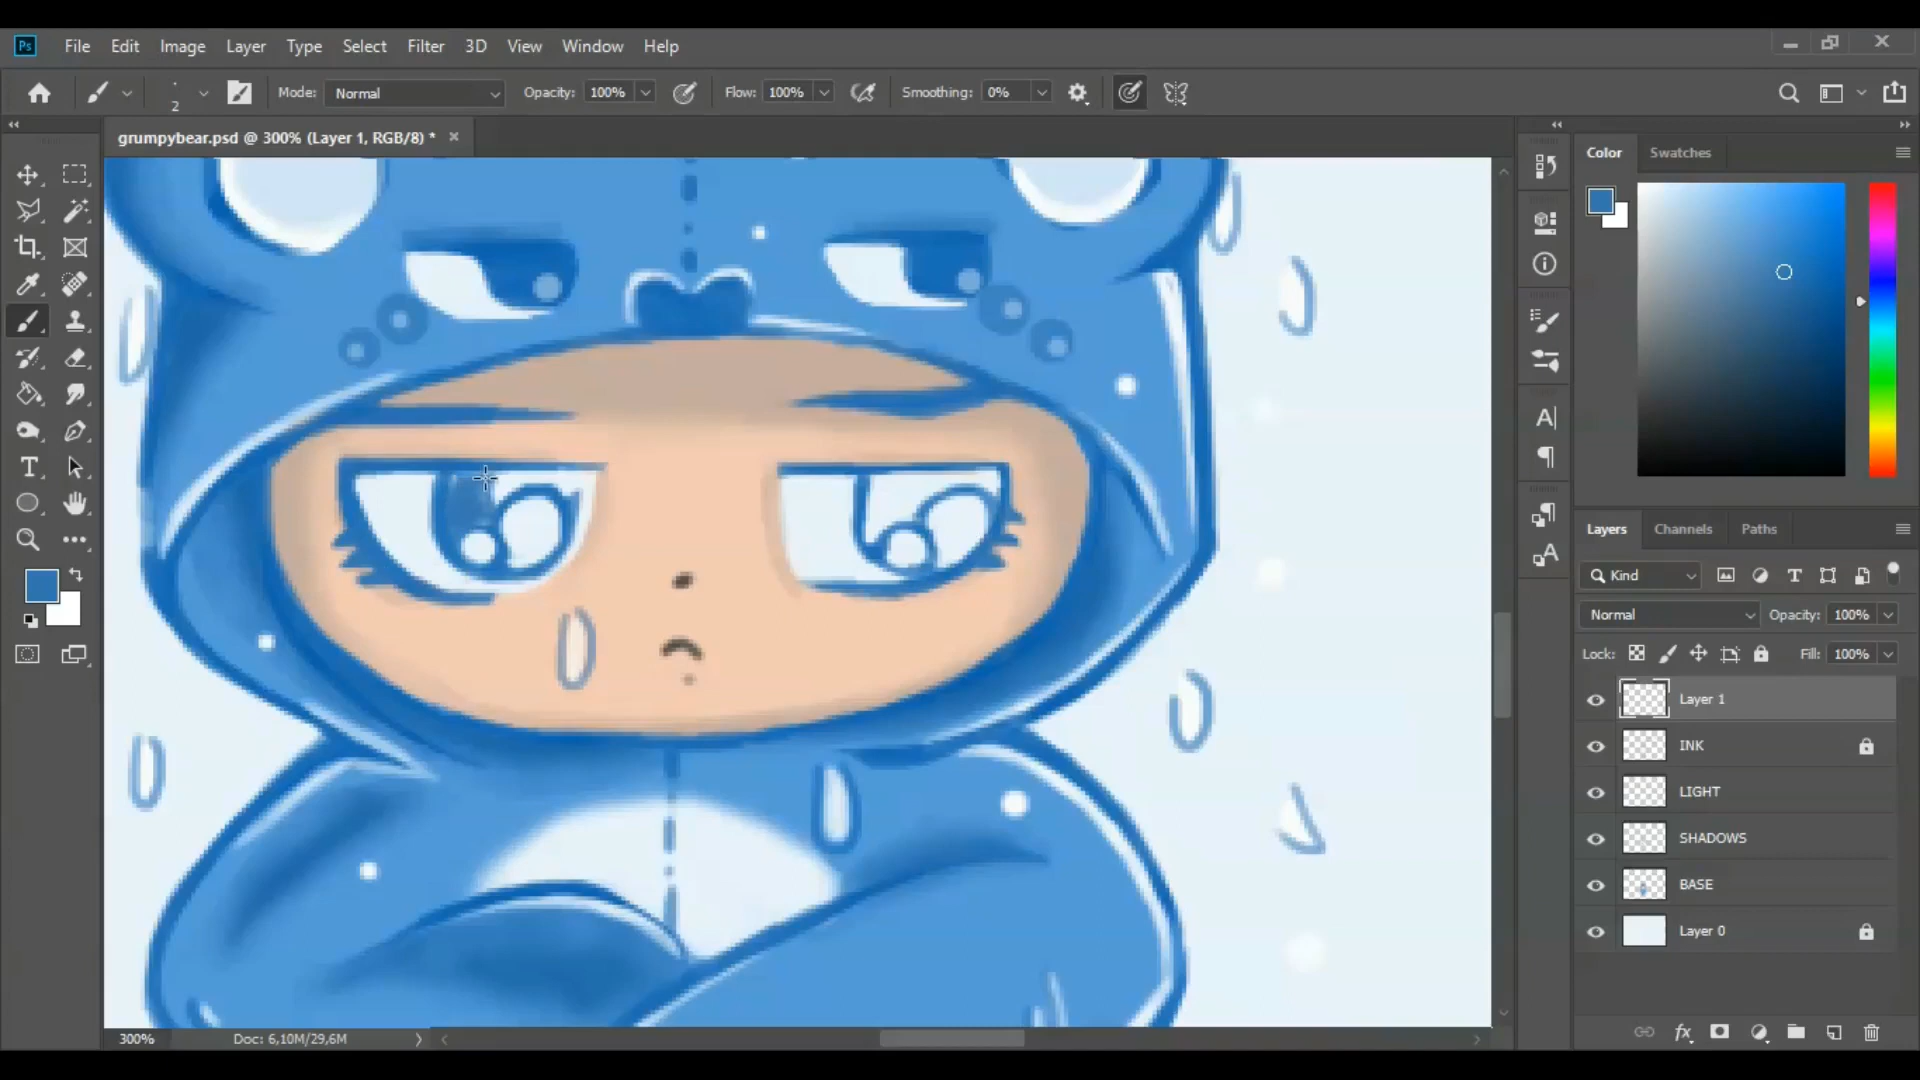 Ps File Edit Image Layer Type Select Filter 3D View Window Help
2 Mode: Normal Opacity: 100% Flow: 100% Smoothing: 0%
grumpybear.psd @ 300% (Layer 1, RGB/8) *
Color Swatches
Layers Channels Paths
Kind
Normal Opacity: 100%
Lock: Fill: 100%
Layer 1
INK
LIGHT
SHADOWS
BASE
Layer 0
300% Doc: 6,10M/29,6M